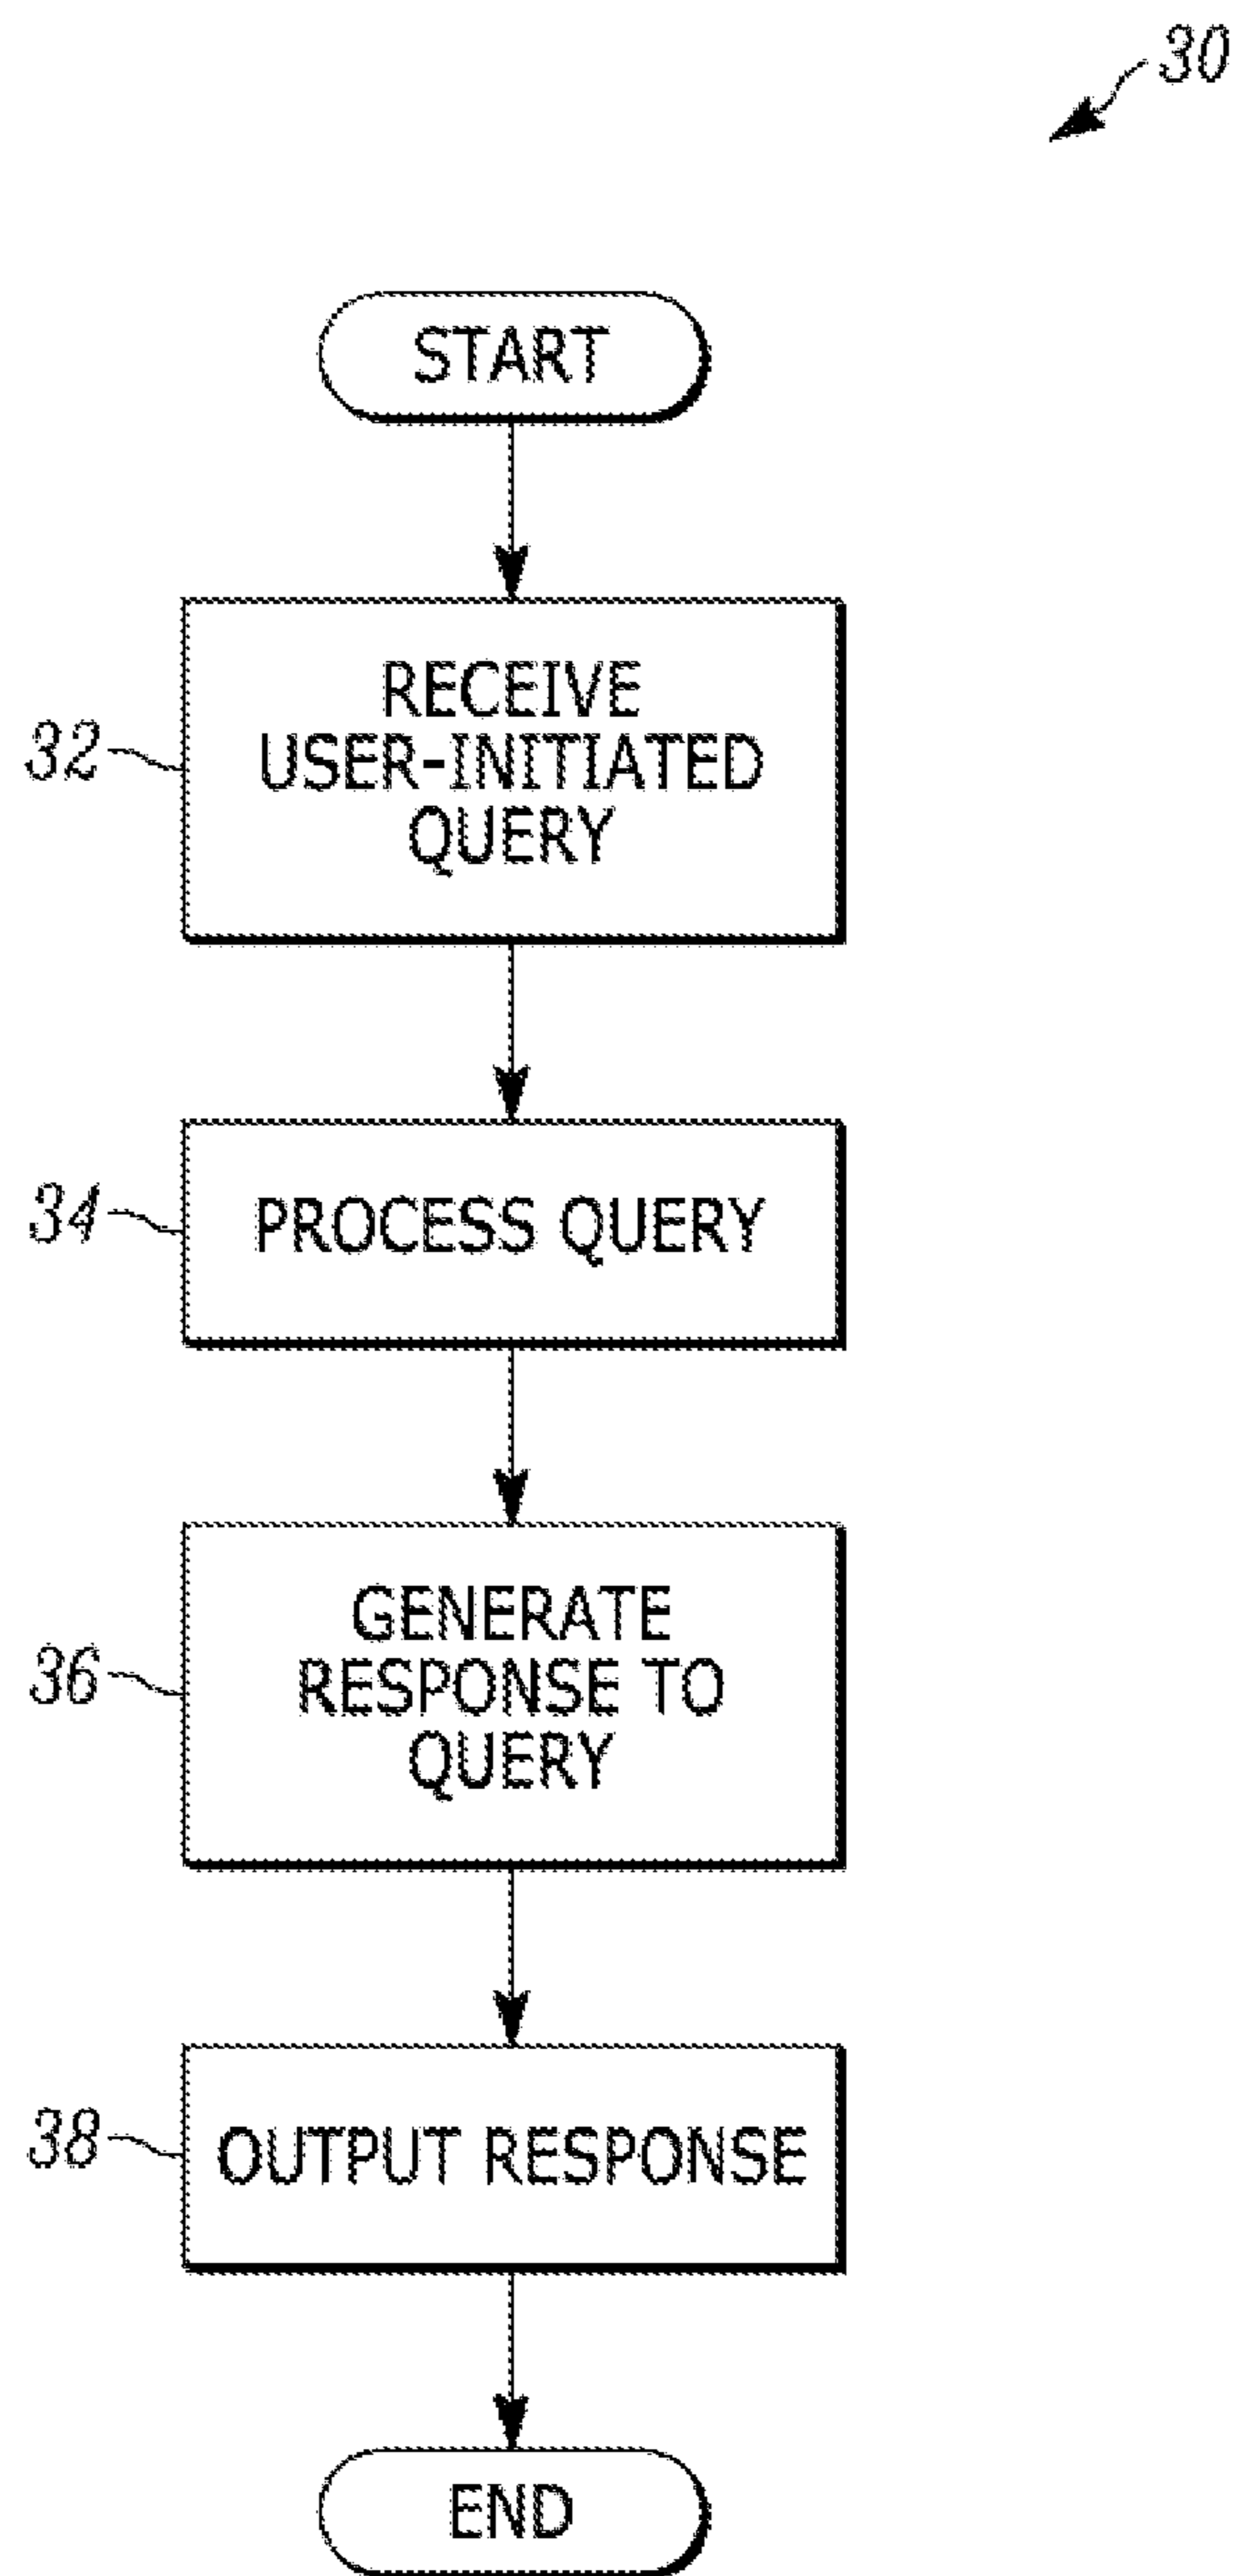 30
START
32
RECEIVE
USER-INITIATED
QUERY
34
PROCESS QUERY
36
GENERATE
RESPONSE TO
QUERY
38
OUTPUT RESPONSE
END